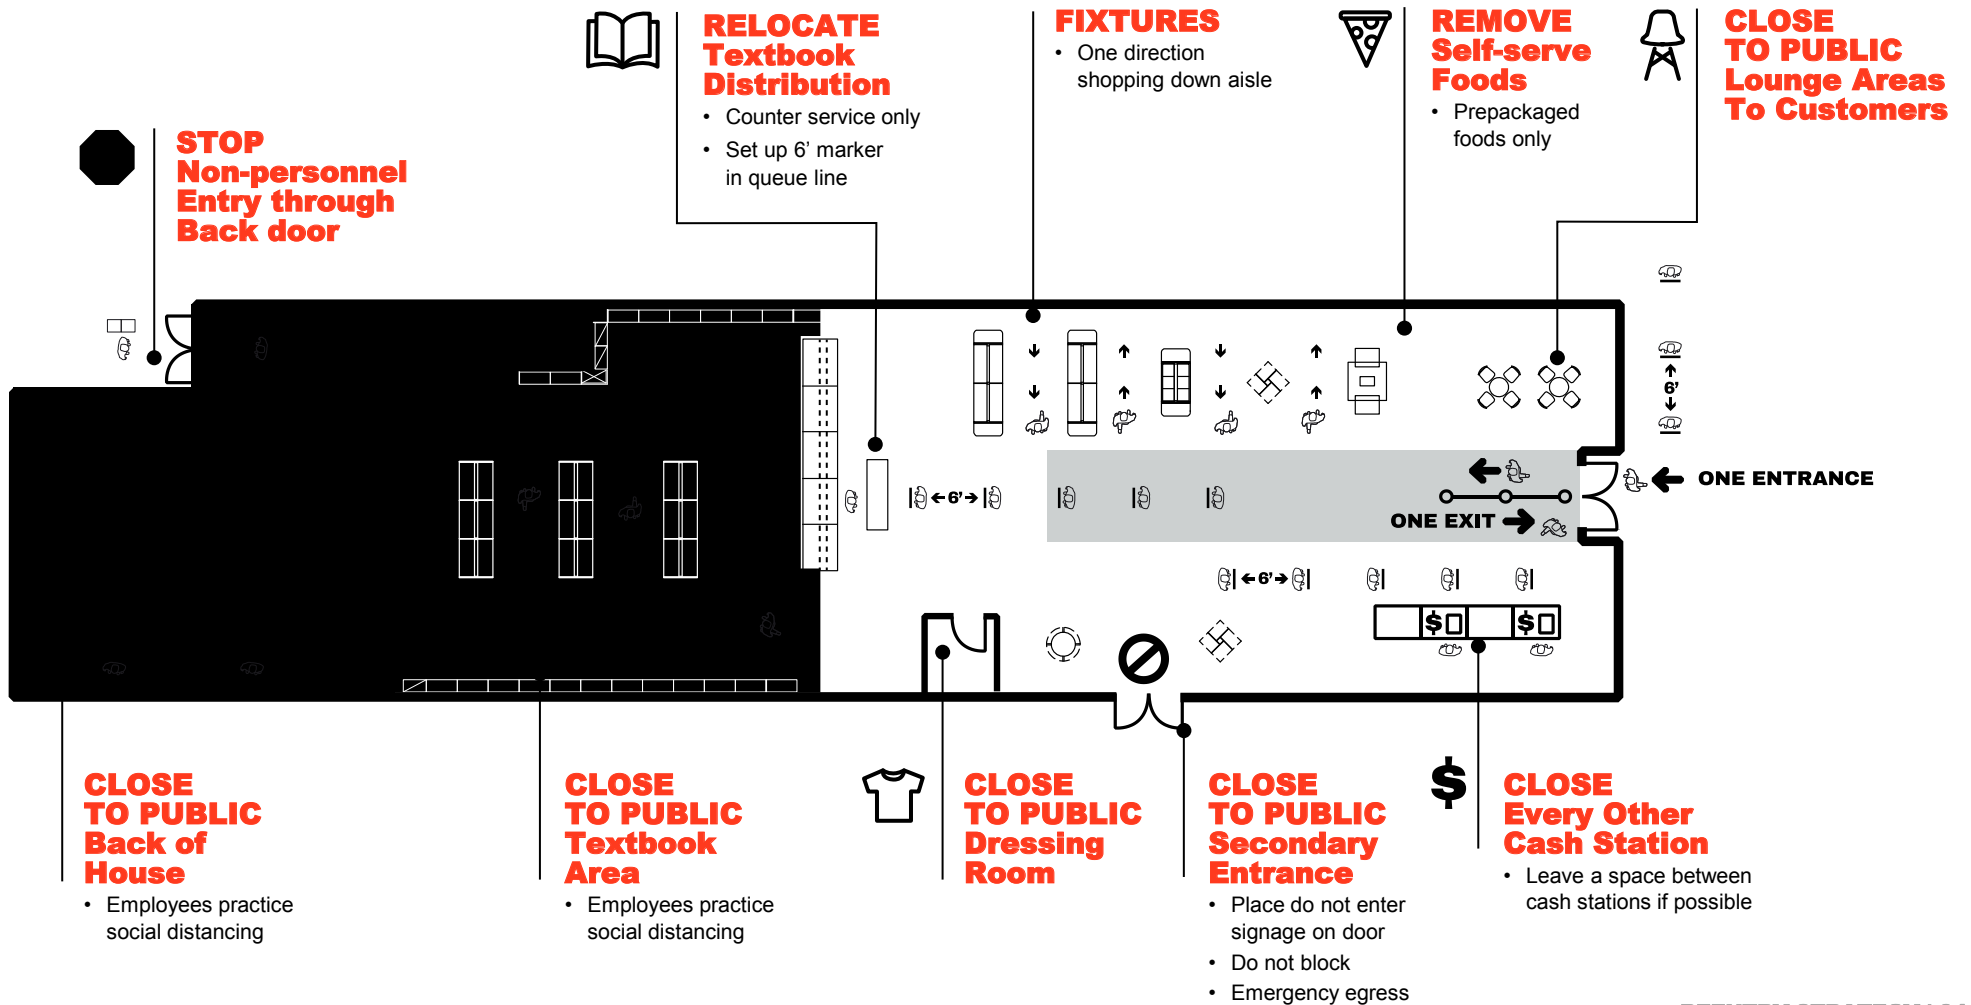 RELOCATE
Textbook
Distribution
• Counter service only
• Set up 6’ marker
in queue line
FIXTURES
• One direction
shopping down aisle
REMOVE
Self-serve
Foods
• Prepackaged
foods only
CLOSE
TO PUBLIC
Lounge Areas
To Customers
STOP
Non-personnel
Entry through
Back door
6’
6’
ONE ENTRANCE
ONE EXIT
6’
$
$
CLOSE
TO PUBLIC
Back of
House
• Employees practice
social distancing
CLOSE
TO PUBLIC
Textbook
Area
• Employees practice
social distancing
CLOSE
TO PUBLIC
Dressing
Room
CLOSE
TO PUBLIC
Secondary
Entrance
• Place do not enter
signage on door
• Do not block
• Emergency egress
$
CLOSE
Every Other
Cash Station
• Leave a space between
cash stations if possible